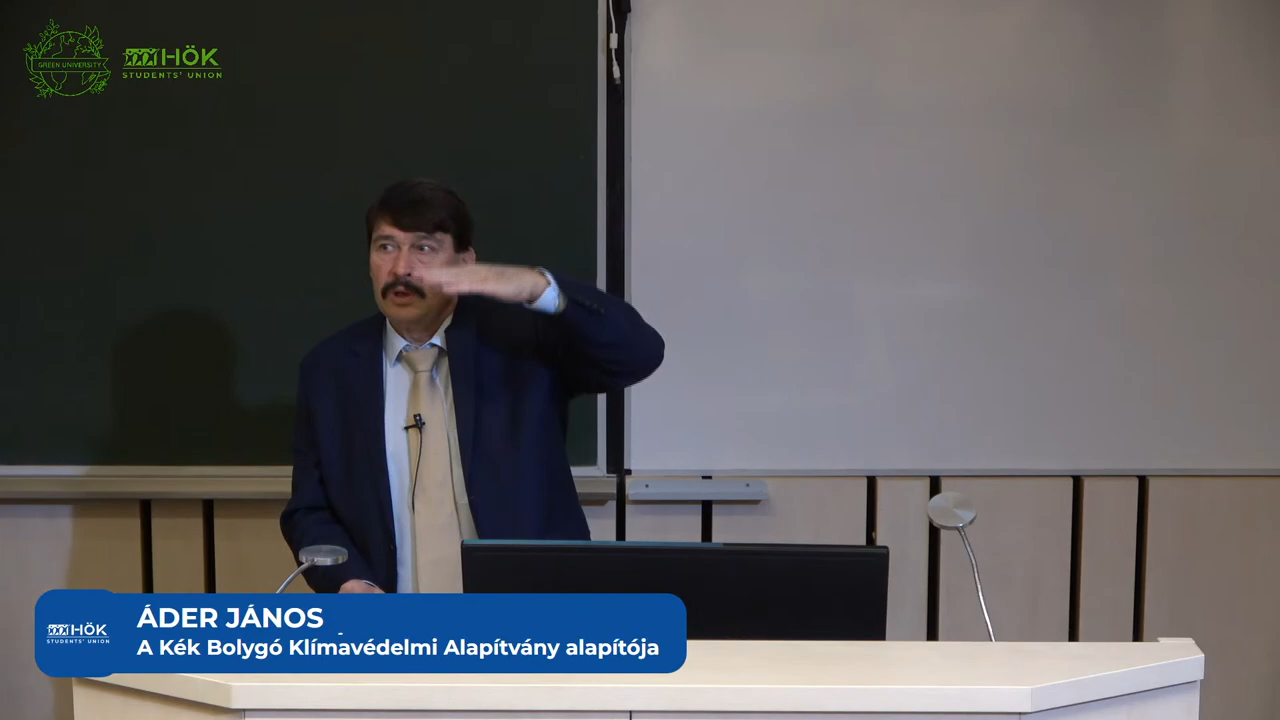 GREEN UNIVERSITY
HÖK
STUDENTS' UNION
HÖK
STUDENTS' UNION
ÁDER JÁNOS
A Kék Bolygó Klímavédelmi Alapítvány alapítója